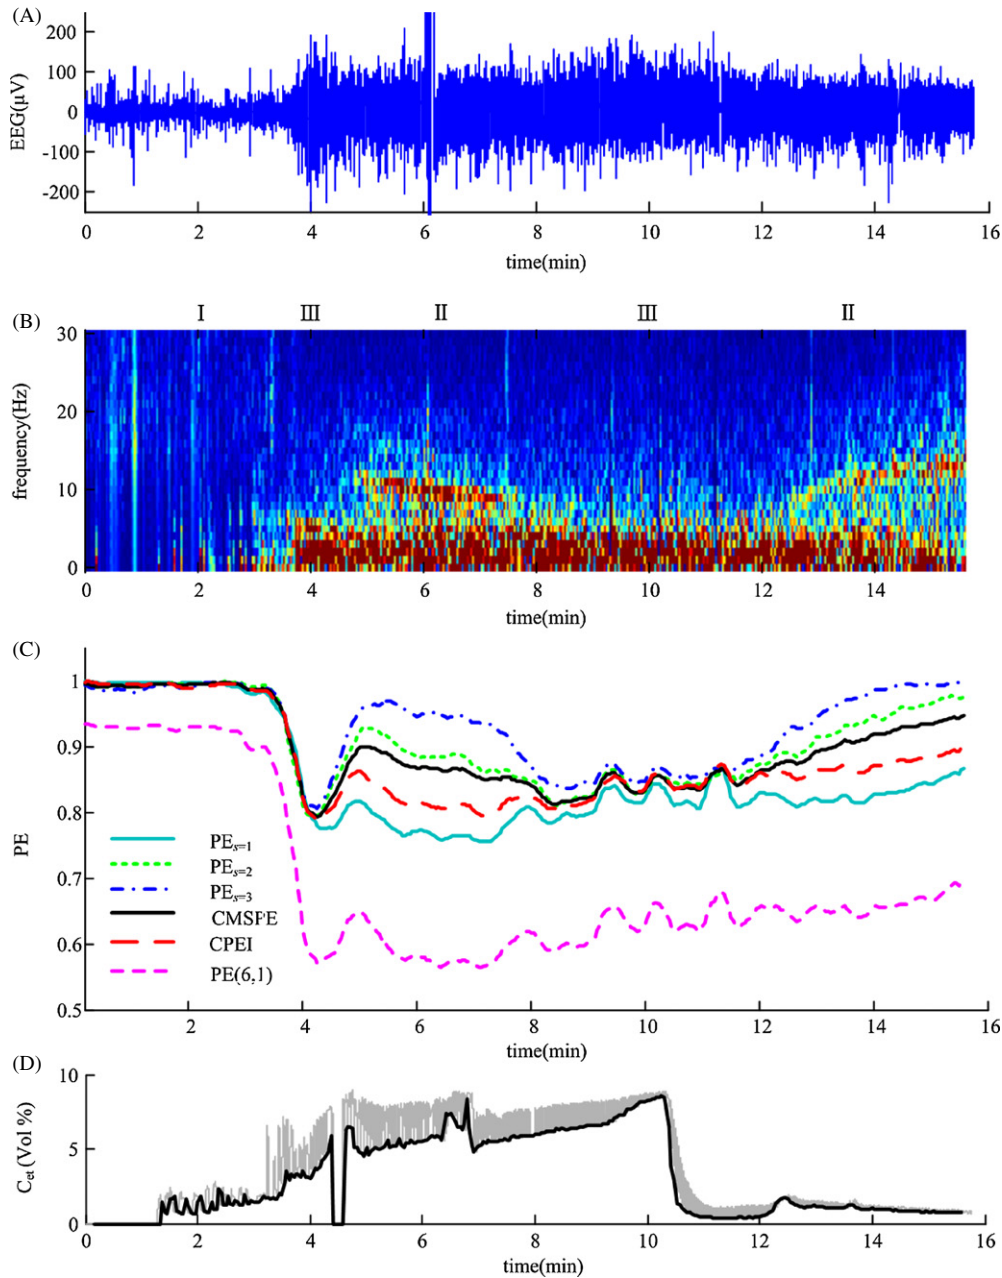 (A)
200
100
0
-100
-200
EEG(μV)
0 2 4 6 8 10 12 14 16
time(min)
(B)
I III II III II
30
20
10
0
frequency(Hz)
0 2 4 6 8 10 12 14
time(min)
(C)
1
0.9
0.8
0.7
0.6
0.5
PE
PEs=1
PEs=2
PEs=3
CMSPE
CPEI
PE(6,1)
2 4 6 8 10 12 14 16
time(min)
(D)
10
5
0
Cet (Vol %)
0 2 4 6 8 10 12 14 16
time(min)